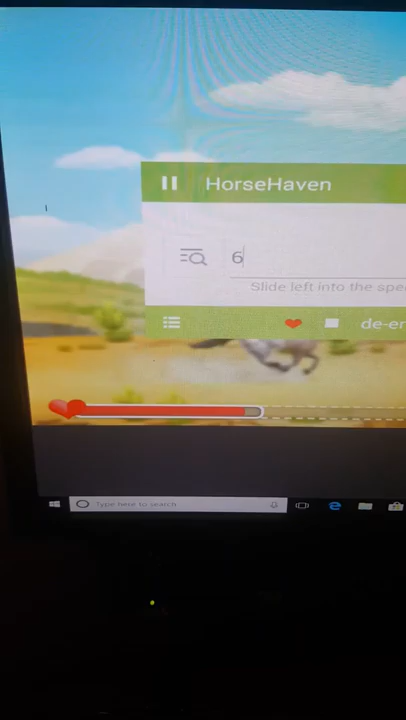 HorseHaven
6
Slide left into the spe
de-en
Type here to search